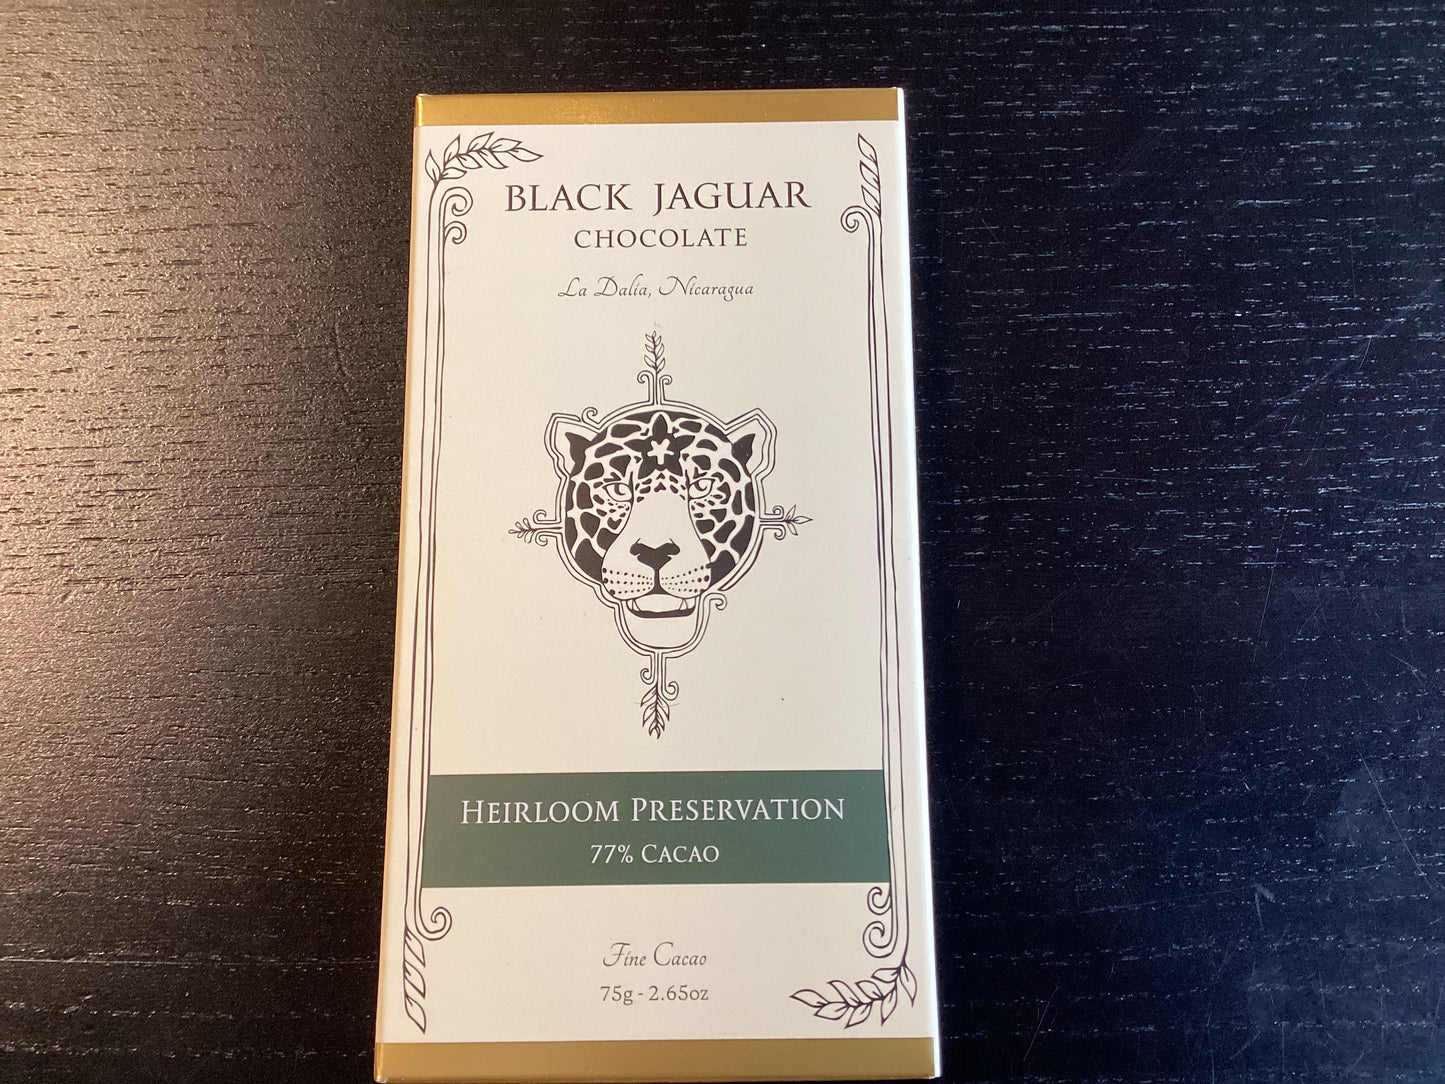 BLACK JAGUAR
CHOCOLATE
La Dalia, Nicaragua
HEIRLOOM PRESERVATION
77% CACAO
Fine Cacao
75g - 2.65oz